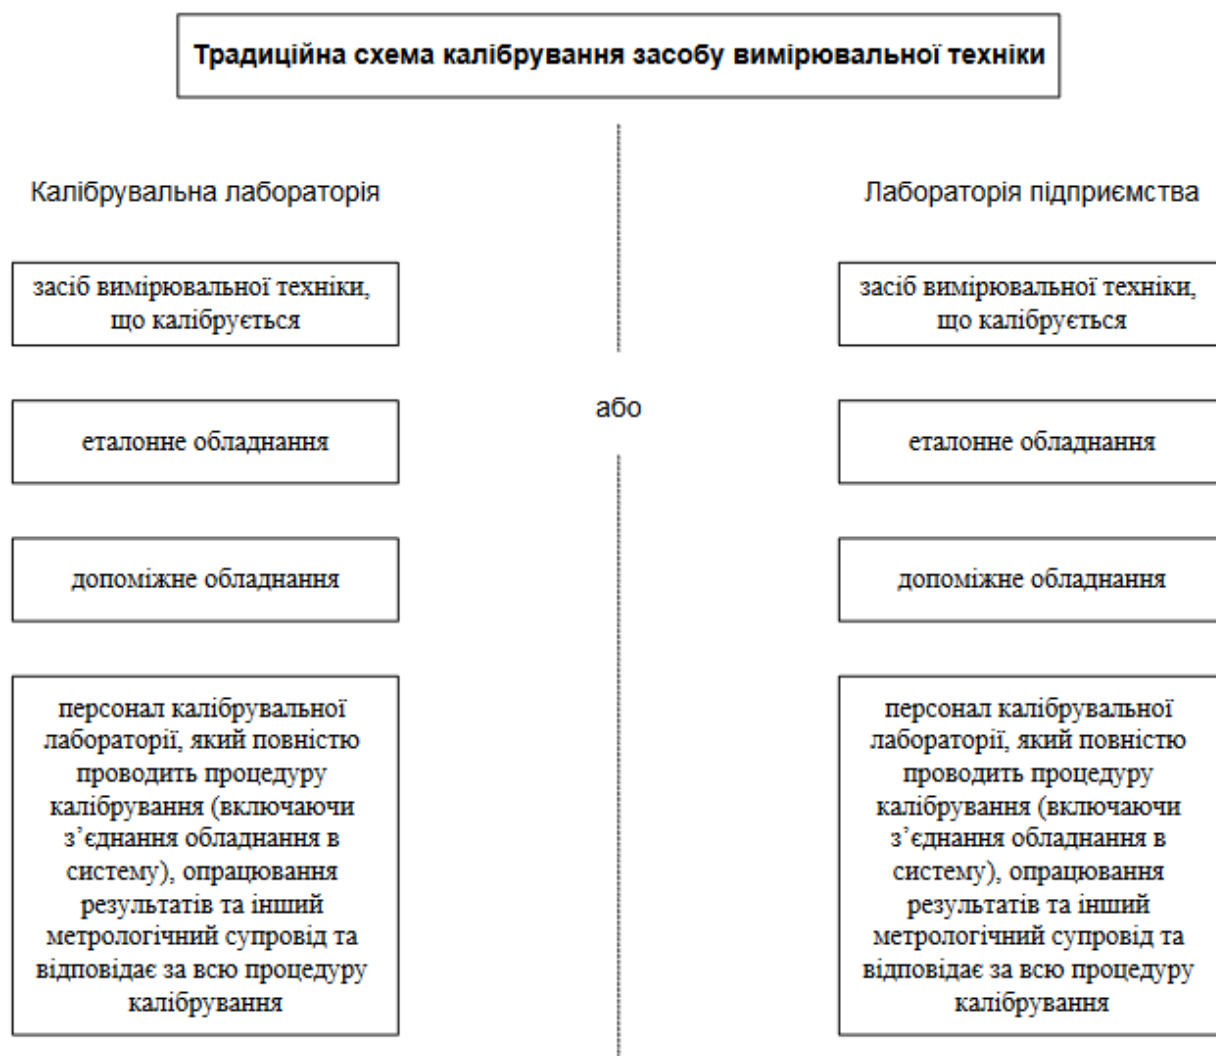 Традиційна схема калібрування засобу вимірювальної техніки
Калібрувальна лабораторія
засіб вимірювальної техніки,
що калібрується
еталонне обладнання
допоміжне обладнання
персонал калібрувальної
лабораторії, який повністю
проводить процедуру
калібрування (включаючи
з’єднання обладнання в
систему), опрацювання
результатів та інший
метрологічний супровід та
відповідає за всю процедуру
калібрування
або
Лабораторія підприємства
засіб вимірювальної техніки,
що калібрується
еталонне обладнання
допоміжне обладнання
персонал калібрувальної
лабораторії, який повністю
проводить процедуру
калібрування (включаючи
з’єднання обладнання в
систему), опрацювання
результатів та інший
метрологічний супровід та
відповідає за всю процедуру
калібрування